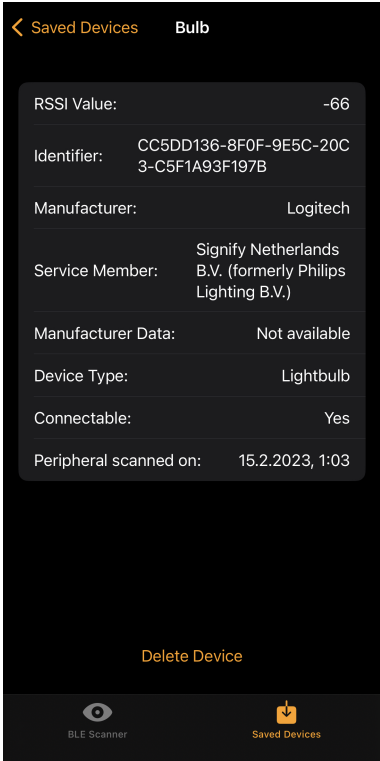 Saved Devices
Bulb
RSSI Value: -66
Identifier: CC5DD136-8F0F-9E5C-20C
3-C5F1A93F197B
Manufacturer: Logitech
Service Member: Signify Netherlands
B.V. (formerly Philips
Lighting B.V.)
Manufacturer Data: Not available
Device Type: Lightbulb
Connectable: Yes
Peripheral scanned on: 15.2.2023, 1:03
Delete Device
BLE Scanner
Saved Devices